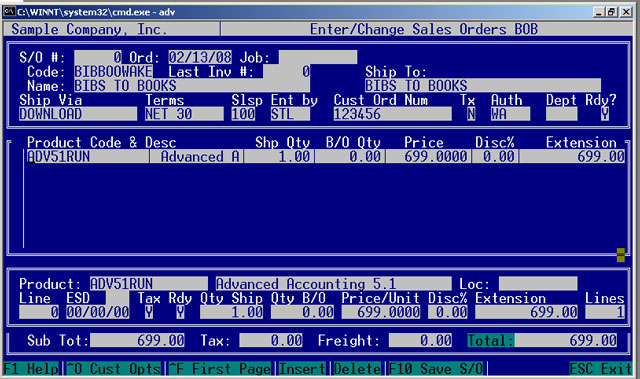 C:\WINNT\system32\cmd.exe - adv
Sample Company, Inc. Enter/Change Sales Orders BOB
S/O #: 0 Ord: 02/13/08 Job:
Code: BIBBOOWAKE Last Inv #: 0 Ship To:
Name: BIBS TO BOOKS BIBS TO BOOKS
Ship Via Terms Slsp Ent by Cust Ord Num Tx Auth Dept Rdy?
DOWNLOAD NET 30 100 STL 123456 N WA Y
Product Code & Desc Shp Qty B/O Qty Price Disc% Extension
ADV51RUN Advanced A 1.00 0.00 699.0000 0.00 699.00
Product: ADV51RUN Advanced Accounting 5.1 Loc:
Line ESD Tax Rdy Qty Ship Qty B/O Price/Unit Disc% Extension Lines
0 00/00/00 Y Y 1.00 0.00 699.0000 0.00 699.00 1
Sub Tot: 699.00 Tax: 0.00 Freight: 0.00 Total: 699.00
F1 Help ^O Cust Opts ^F First Page Insert Delete F10 Save S/O ESC Exit